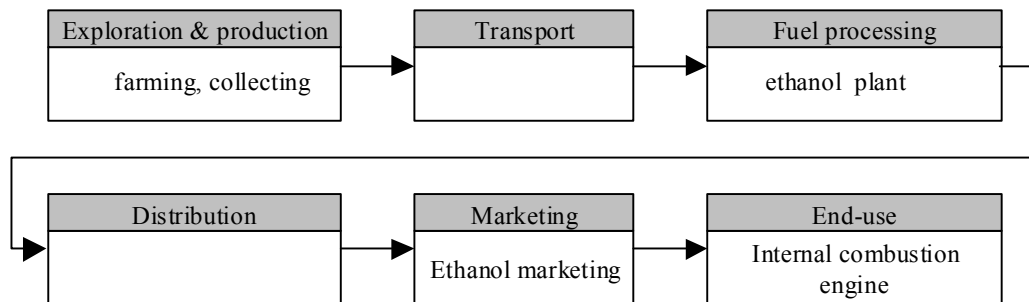 Exploration & production
farming, collecting
Transport
Fuel processing
ethanol plant
Distribution
Marketing
Ethanol marketing
End-use
Internal combustion
engine